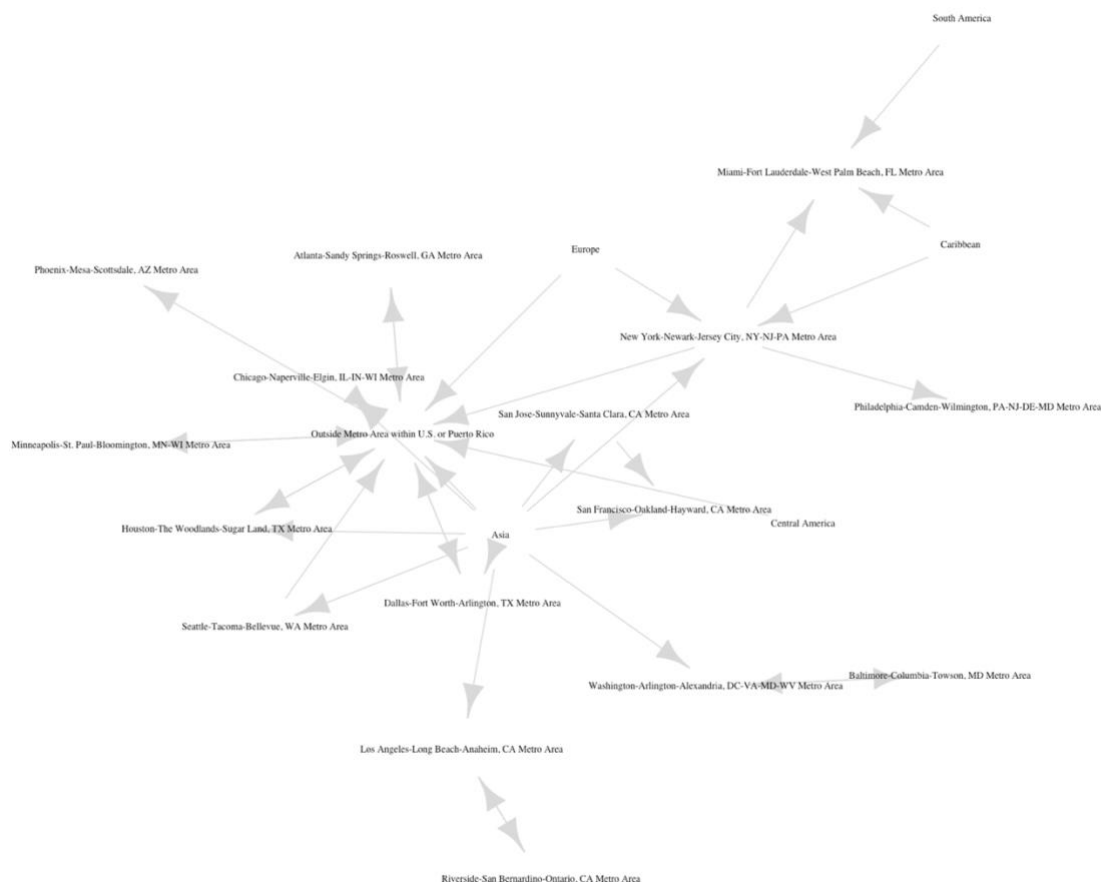 South America
Miami-Fort Lauderdale-West Palm Beach, FL Metro Area
Caribbean
Europe
Atlanta-Sandy Springs-Roswell, GA Metro Area
Phoenix-Mesa-Scottsdale, AZ Metro Area
New York-Newark-Jersey City, NY-NJ-PA Metro Area
Chicago-Naperville-Elgin, IL-IN-WI Metro Area
Philadelphia-Camden-Wilmington, PA-NJ-DE-MD Metro Area
San Jose-Sunnyvale-Santa Clara, CA Metro Area
Outside Metro Area within U.S. or Puerto Rico
Minneapolis-St. Paul-Bloomington, MN-WI Metro Area
San Francisco-Oakland-Hayward, CA Metro Area
Central America
Houston-The Woodlands-Sugar Land, TX Metro Area
Asia
Dallas-Fort Worth-Arlington, TX Metro Area
Seattle-Tacoma-Bellevue, WA Metro Area
Baltimore-Columbia-Towson, MD Metro Area
Washington-Arlington-Alexandria, DC-VA-MD-WV Metro Area
Los Angeles-Long Beach-Anaheim, CA Metro Area
Riverside-San Bernardino-Ontario, CA Metro Area